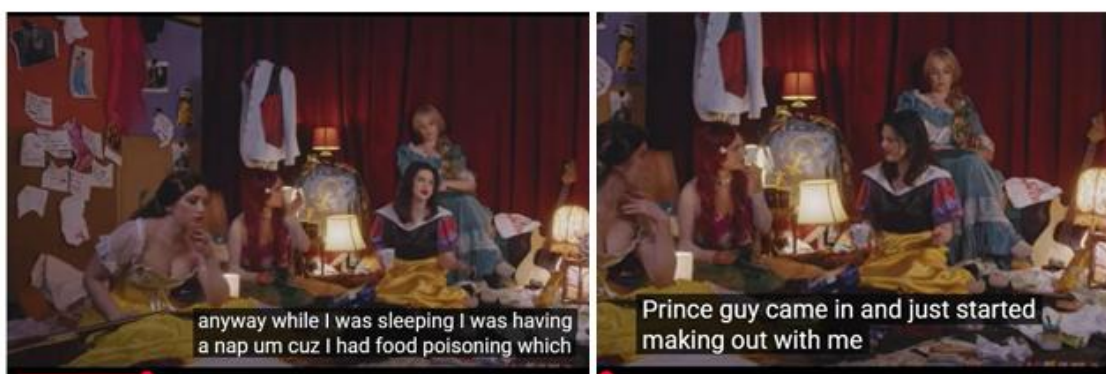 anyway while I was sleeping I was having
a nap um cuz I had food poisoning which
Prince guy came in and just started
making out with me